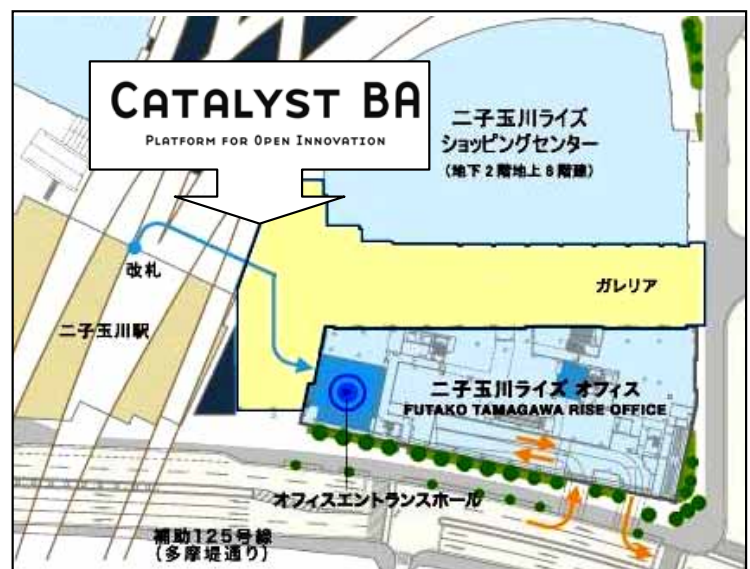 CATALYST BA
PLATFORM FOR OPEN INNOVATION
二子玉川ライズ
ショッピングセンター
(地下2階地上8階建)
改札
ガレリア
二子玉川駅
二子玉川ライズ オフィス
FUTAKO TAMAGAWA RISE OFFICE
オフィスエントランスホール
補助125号線
(多摩堤通り)